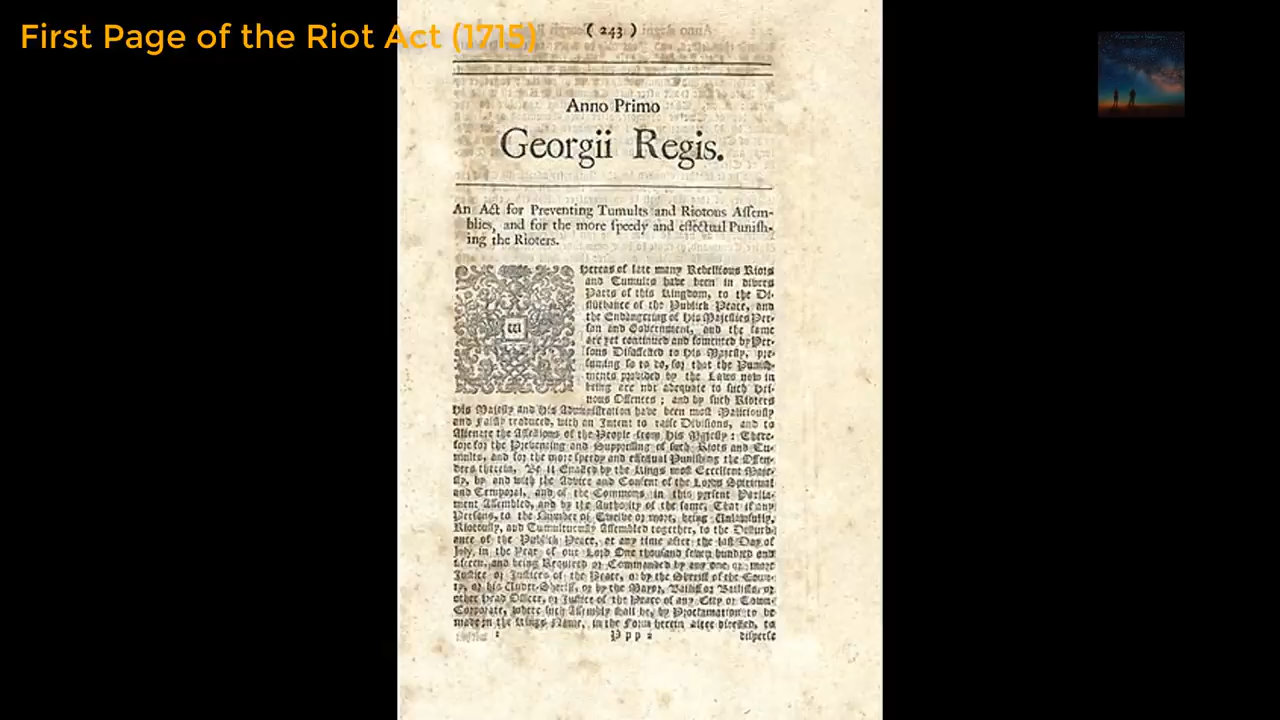 First Page of the Riot Act (1715)
( 243 )
Anno Primo
Georgii Regis.
An Act for Preventing Tumults and Riotous Assem-
blies, and for the more speedy and effectual Punish-
ing the Rioters.
Whereas of late many Rebellious Riots
and Tumults have been in divers
Parts of this Kingdom, to the Di-
sturbance of the Publick Peace, and
the Endangering of His Majesties Per-
son and Government, and the same
are yet continued and fomented by Per-
sons Disaffected to His Majesty, pre-
suming so to do, for that the Punish-
ments provided by the Laws now in
being are not adequate to such Hei-
nous Offences ; and by such Rioters
His Majesty and His Administration have been most Maliciously
and Falsly traduced, with an Intent to raise Divisions, and to
Alienate the Affections of the People from His Majesty : There-
fore for the Preventing and Suppressing of such Riots and Tu-
mults, and for the more speedy and effectual Punishing the Offen-
ders therein, Be it Enacted by the Kings most Excellent Maje-
sty, by and with the Advice and Consent of the Lords Spiritual
and Temporal, and of the Commons in this present Parlia-
ment Assembled, and by the Authority of the same, That if any
Persons, to the Number of Twelve or more, being Unlawfully,
Riotously, and Tumultuously Assembled together, to the Disturb-
ance of the Publick Peace, at any time after the last Day of
July, in the Year of our Lord One thousand seven hundred and
fifteen, and being Required or Commanded by any one or more
Justice or Justices of the Peace, or by the Sheriff of the Coun-
ty, or his Under-Sheriff, or by the Mayor, Bailiff or Bailiffs, or
other Head Officer, or Justice of the Peace of any City or Town-
Corporate, where such Assembly shall be, by Proclamation to be
made in the Kings Name, in the Form herein after directed, to
P p p 2 disperse